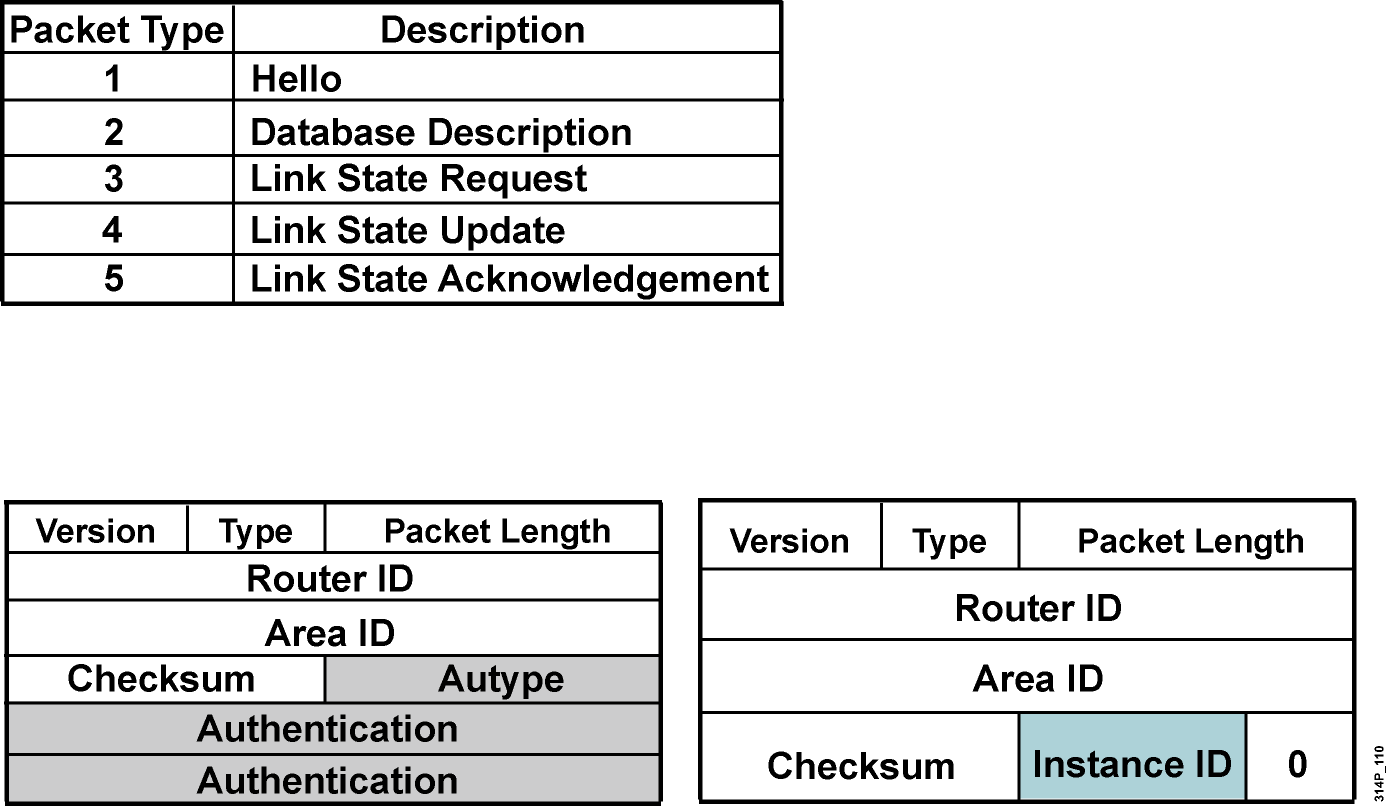 Packet Type Description
1 Hello
2 Database Description
3 Link State Request
4 Link State Update
5 Link State Acknowledgement
Version Type Packet Length
Router ID
Area ID
Checksum Autype
Authentication
Authentication
Version Type Packet Length
Router ID
Area ID
Checksum Instance ID 0
314P_110